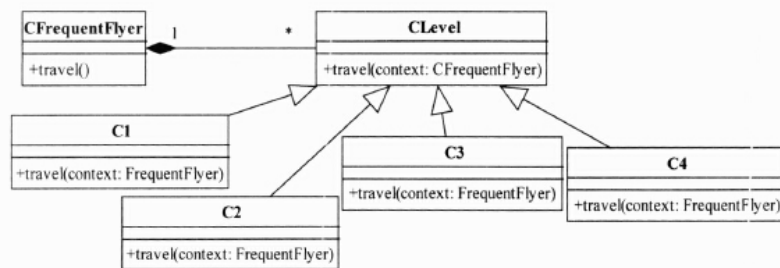 CFrequentFlyer
1
*
CLevel
+travel()
+travel(context: CFrequentFlyer)
C1
+travel(context: FrequentFlyer)
C3
+travel(context: FrequentFlyer)
C4
+travel(context: FrequentFlyer)
C2
+travel(context: FrequentFlyer)